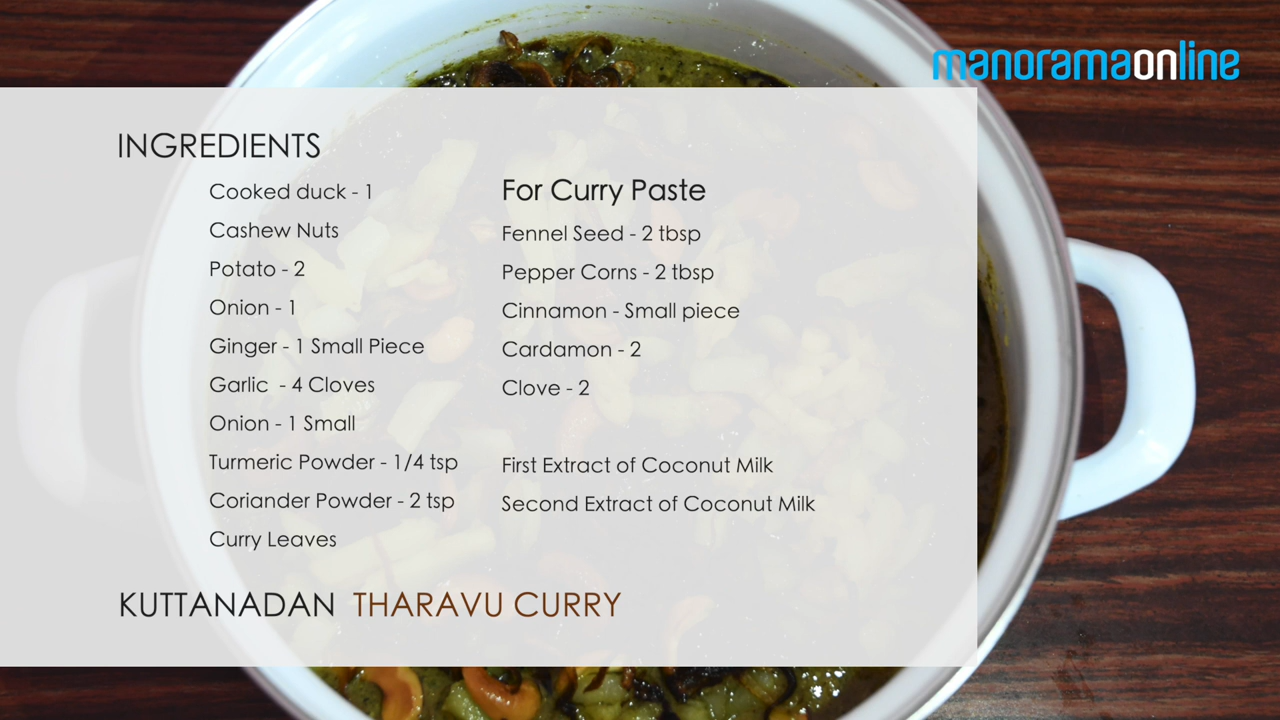 manoramaonline
INGREDIENTS
Cooked duck - 1
Cashew Nuts
Potato - 2
Onion - 1
Ginger - 1 Small Piece
Garlic - 4 Cloves
Onion - 1 Small
Turmeric Powder - 1/4 tsp
Coriander Powder - 2 tsp
Curry Leaves
For Curry Paste
Fennel Seed - 2 tbsp
Pepper Corns - 2 tbsp
Cinnamon - Small piece
Cardamon - 2
Clove - 2
First Extract of Coconut Milk
Second Extract of Coconut Milk
KUTTANADAN THARAVU CURRY